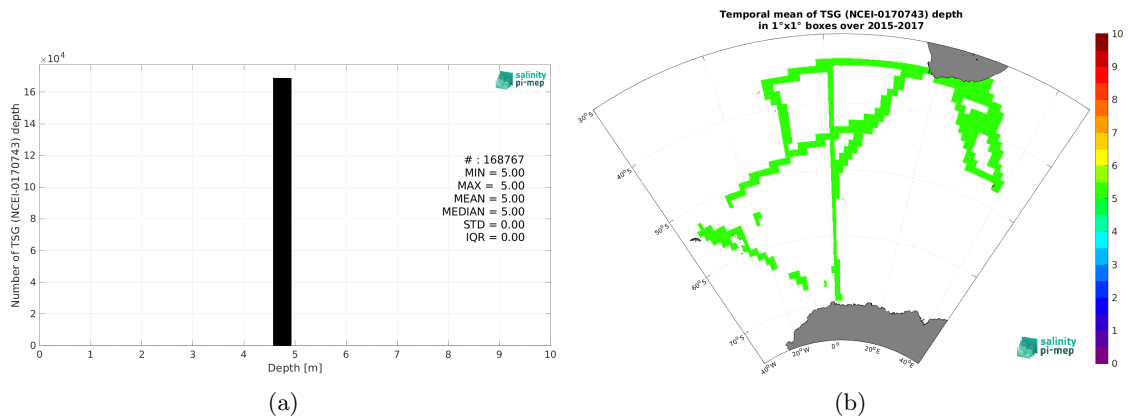 ×10⁴
16
14
12
10
8
6
4
2
0
Number of TSG (NCEI-0170743) depth
salinity
pi-mep
# : 168767
MIN = 5.00
MAX = 5.00
MEAN = 5.00
MEDIAN = 5.00
STD = 0.00
IQR = 0.00
0 1 2 3 4 5 6 7 8 9 10
Depth [m]
(a)
Temporal mean of TSG (NCEI-0170743) depth
in 1°x1° boxes over 2015-2017
30°S
40°S
50°S
60°S
70°S
40°W
20°W
0°
20°E
40°E
10
9
8
7
6
5
4
3
2
1
0
salinity
pi-mep
(b)